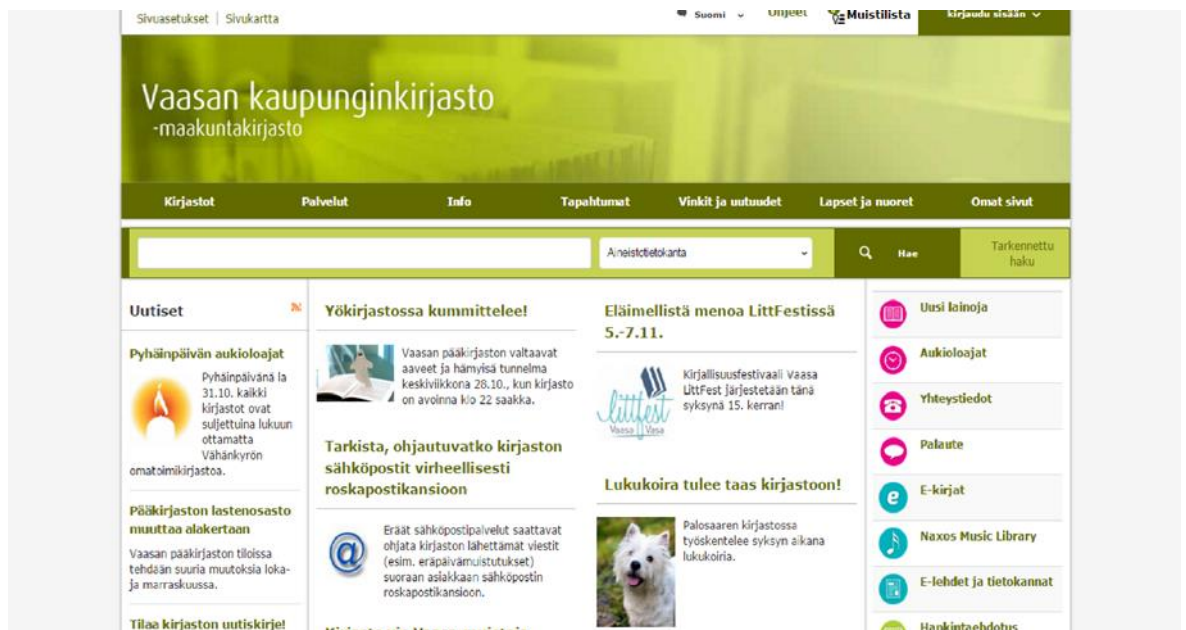 Sivuasetukset | Sivukartta
Suomi
Ohjeet
Muistilista
kirjaudu sisään
Vaasan kaupunginkirjasto
-maakuntakirjasto
Kirjastot
Palvelut
Info
Tapahtumat
Vinkit ja uutuudet
Lapset ja nuoret
Omat sivut
Aineistotietokanta
Hae
Tarkennettu
haku
Uutiset
Pyhäinpäivän aukioloajat
Pyhäinpäivänä la
31.10. kaikki
kirjastot ovat
suljettuina lukuun
ottamatta
Vähänkyrön
omatoimikirjastoa.
Pääkirjaston lastenosasto
muuttaa alakertaan
Vaasan pääkirjaston tiloissa
tehdään suuria muutoksia loka-
ja marraskuussa.
Tilaa kirjaston uutiskirje!
Yökirjastossa kummittelee!
Vaasan pääkirjaston valtaavat
aaveet ja hämyisä tunnelma
keskiviikkona 28.10., kun kirjasto
on avoinna klo 22 saakka.
Tarkista, ohjautuvatko kirjaston
sähköpostit virheellisesti
roskapostikansioon
@
Eräät sähköpostipalvelut saattavat
ohjata kirjaston lähettämät viestit
(esim. eräpäivämuistutukset)
suoraan asiakkaan sähköpostin
roskapostikansioon.
Eläimellistä menoa LittFestissä
5.-7.11.
littfest
Vaasa Vasa
Kirjallisuusfestivaali Vaasa
LittFest järjestetään tänä
syksynä 15. kerran!
Lukukoira tulee taas kirjastoon!
Palosaaren kirjastossa
työskentelee syksyn aikana
lukukoiria.
Uusi lainoja
Aukioloajat
Yhteystiedot
Palaute
e
E-kirjat
Naxos Music Library
E-lehdet ja tietokannat
Hankintaehdotus